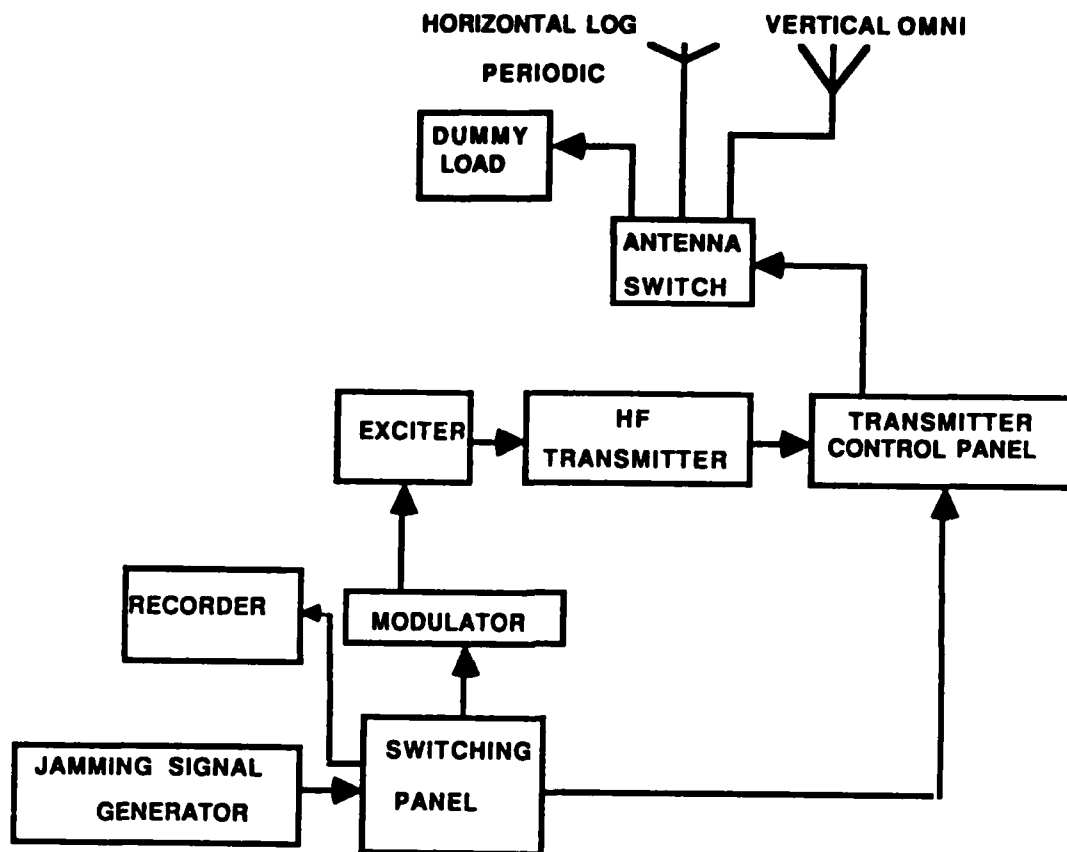 HORIZONTAL LOG
PERIODIC
VERTICAL OMNI
DUMMY
LOAD
ANTENNA
SWITCH
EXCITER
HF
TRANSMITTER
TRANSMITTER
CONTROL PANEL
RECORDER
MODULATOR
SWITCHING
PANEL
JAMMING SIGNAL
GENERATOR